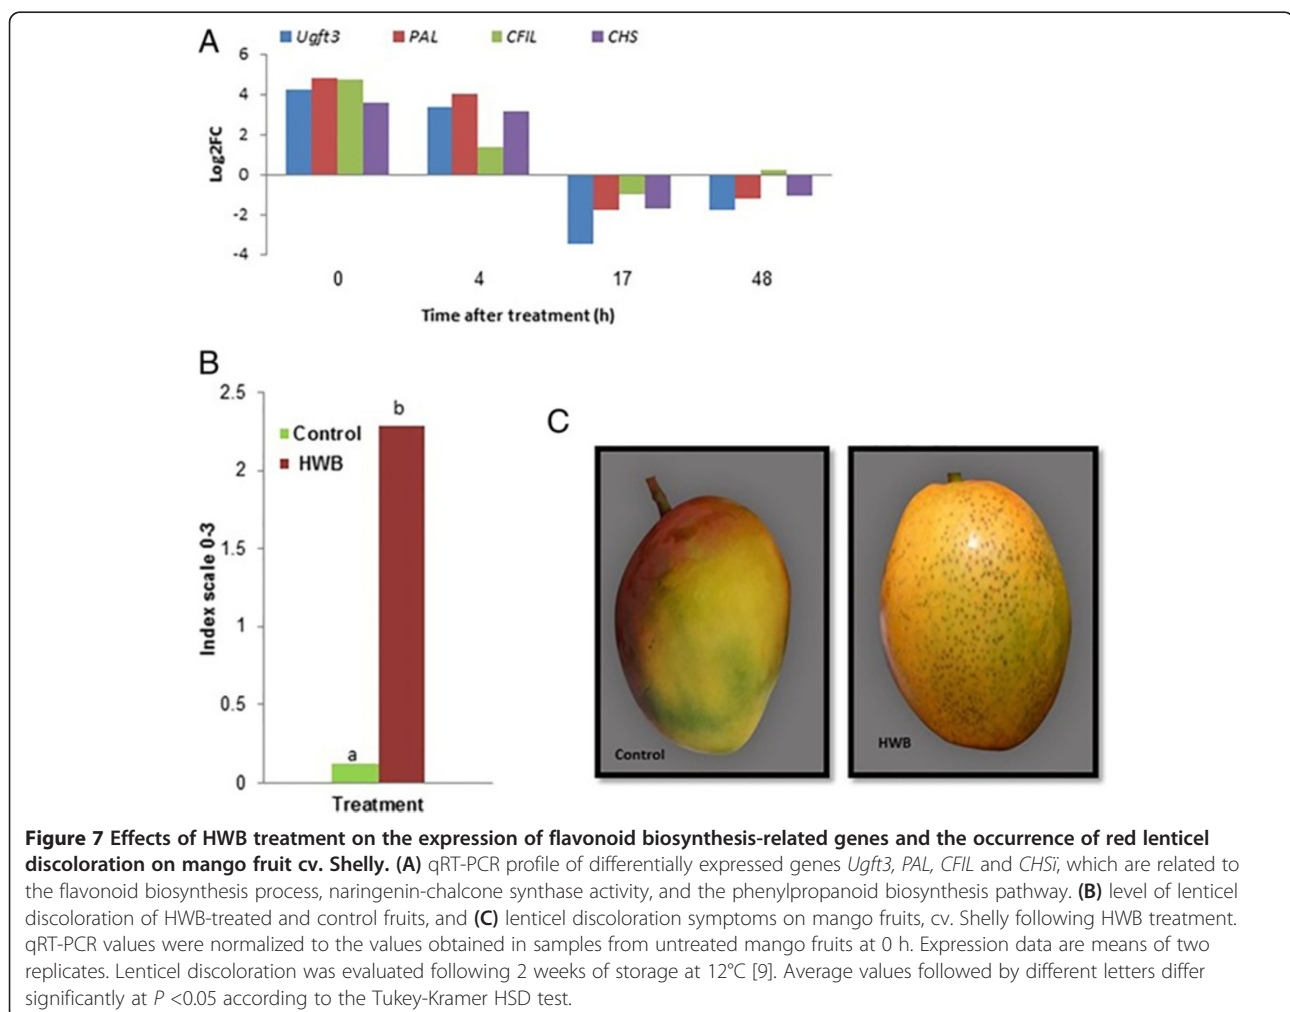 A
Ugft3 PAL CFIL CHS
6
4
2
0
-2
-4
Log2FC
0 4 17 48
Time after treatment (h)
B
2.5
2
1.5
1
0.5
0
Index scale 0-3
Control
HWB
a
b
Treatment
C
Control
HWB
Figure 7 Effects of HWB treatment on the expression of flavonoid biosynthesis-related genes and the occurrence of red lenticel
discoloration on mango fruit cv. Shelly. (A) qRT-PCR profile of differentially expressed genes Ugft3, PAL, CFIL and CHSï, which are related to
the flavonoid biosynthesis process, naringenin-chalcone synthase activity, and the phenylpropanoid biosynthesis pathway. (B) level of lenticel
discoloration of HWB-treated and control fruits, and (C) lenticel discoloration symptoms on mango fruits, cv. Shelly following HWB treatment.
qRT-PCR values were normalized to the values obtained in samples from untreated mango fruits at 0 h. Expression data are means of two
replicates. Lenticel discoloration was evaluated following 2 weeks of storage at 12°C [9]. Average values followed by different letters differ
significantly at P <0.05 according to the Tukey-Kramer HSD test.